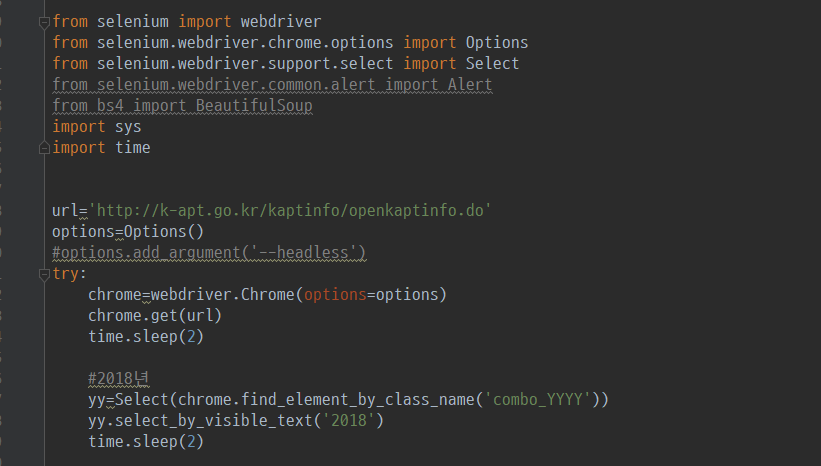 from selenium import webdriver
from selenium.webdriver.chrome.options import Options
from selenium.webdriver.support.select import Select
from selenium.webdriver.common.alert import Alert
from bs4 import BeautifulSoup
import sys
import time
url='http://k-apt.go.kr/kaptinfo/openkaptinfo.do'
options=Options()
#options.add_argument('--headless')
try:
    chrome=webdriver.Chrome(options=options)
    chrome.get(url)
    time.sleep(2)
    #2018년
    yy=Select(chrome.find_element_by_class_name('combo_YYYY'))
    yy.select_by_visible_text('2018')
    time.sleep(2)